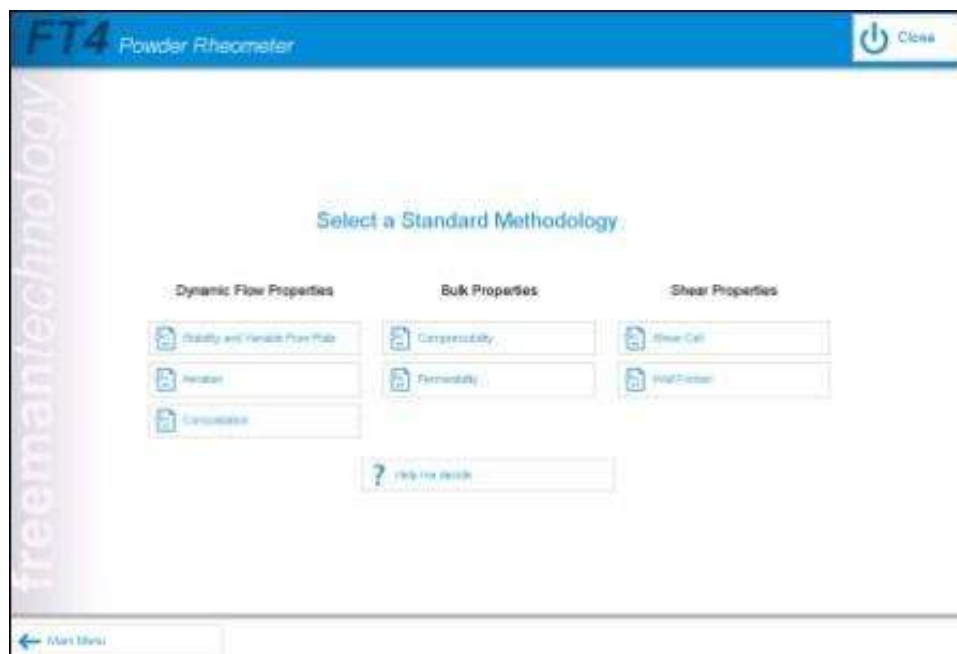 FT4 Powder Rheometer
Close
freemantechnology
Select a Standard Methodology
Dynamic Flow Properties
Bulk Properties
Shear Properties
Stability and Variable Flow Rate
Compressibility
Shear Cell
Aeration
Permeability
Wall Friction
Consolidation
? Help me decide
Main Menu